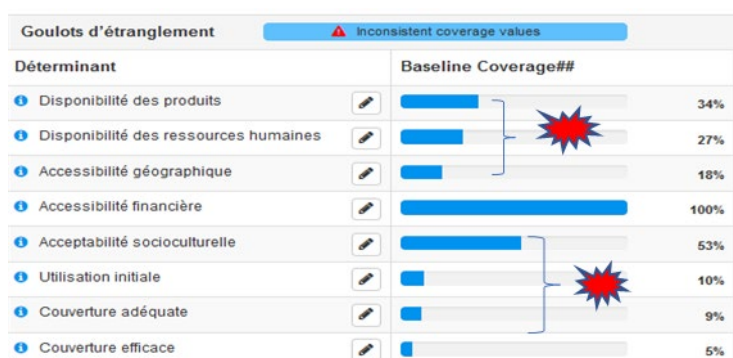 Goulots d'étranglement Inconsistent coverage values
Déterminant Baseline Coverage##
Disponibilité des produits 34%
Disponibilité des ressources humaines 27%
Accessibilité géographique 18%
Accessibilité financière 100%
Acceptabilité socioculturelle 53%
Utilisation initiale 10%
Couverture adéquate 9%
Couverture efficace 5%